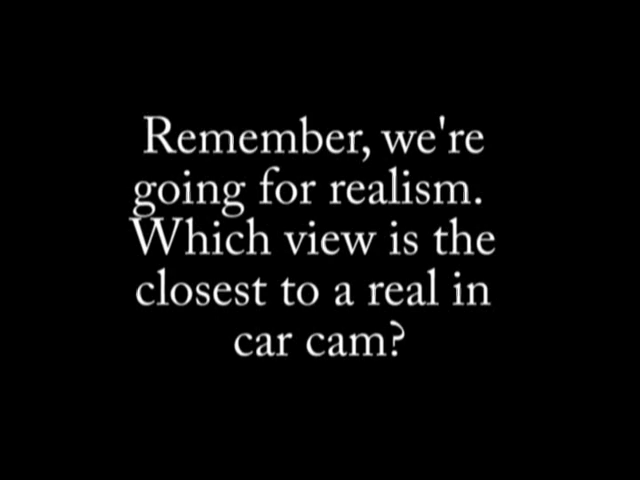 Remember, we're
going for realism.
Which view is the
closest to a real in
car cam?